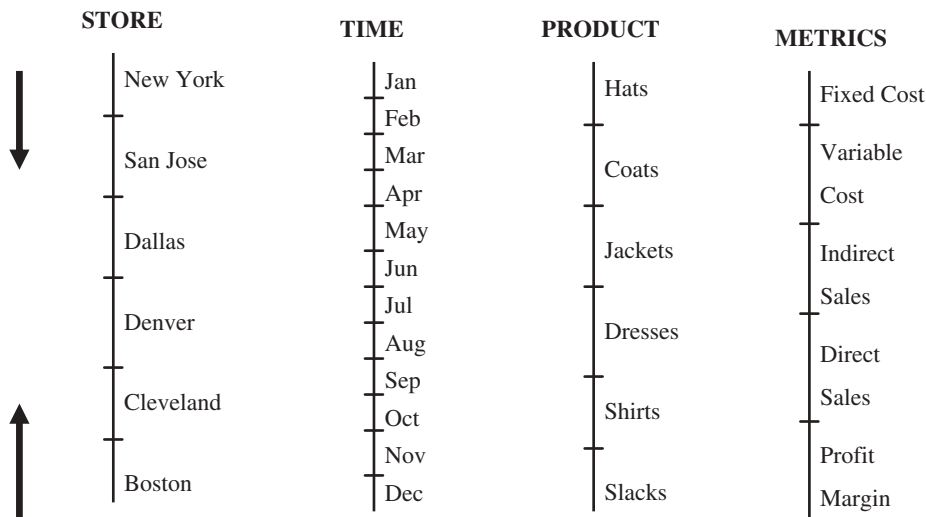 STORE
New York
San Jose
Dallas
Denver
Cleveland
Boston
TIME
Jan
Feb
Mar
Apr
May
Jun
Jul
Aug
Sep
Oct
Nov
Dec
PRODUCT
Hats
Coats
Jackets
Dresses
Shirts
Slacks
METRICS
Fixed Cost
Variable
Cost
Indirect
Sales
Direct
Sales
Profit
Margin